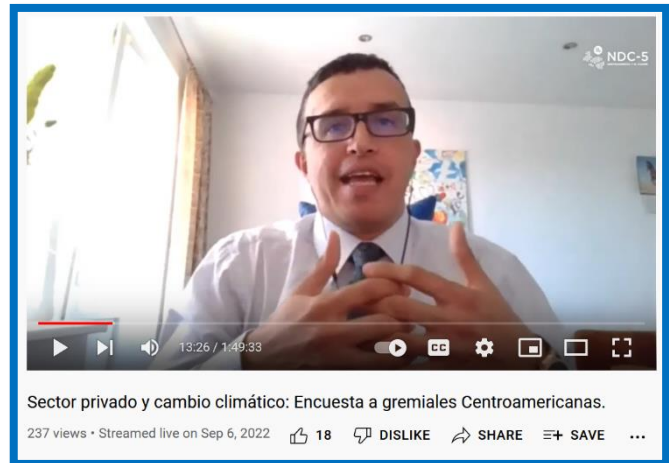 NDC-5
13:26 / 1:49:33
CC
Sector privado y cambio climático: Encuesta a gremiales Centroamericanas.
237 views • Streamed live on Sep 6, 2022 18 DISLIKE SHARE SAVE ...